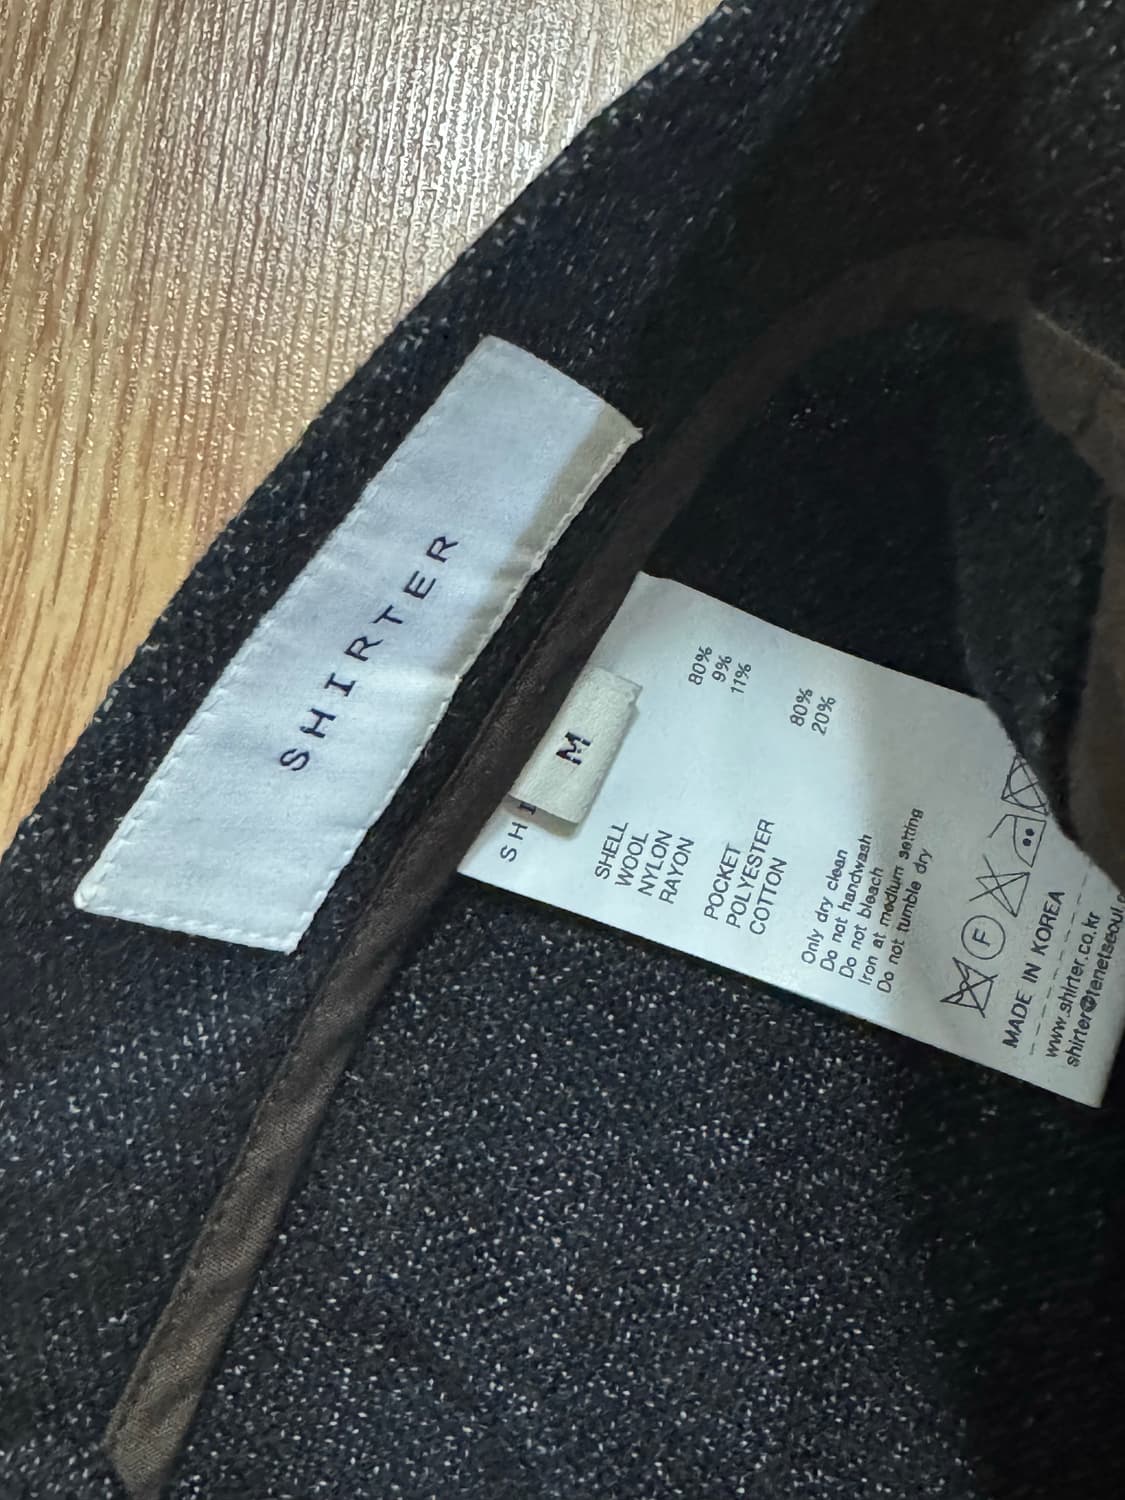 SHIRTER
M
SHI
SHELL
WOOL 80%
NYLON 9%
RAYON 11%
POCKET
POLYESTER 80%
COTTON 20%
Only dry clean
Do not handwash
Do not bleach
Iron at medium setting
Do not tumble dry
F
MADE IN KOREA
www.shirter.co.kr
shirter@tenetseoul.c